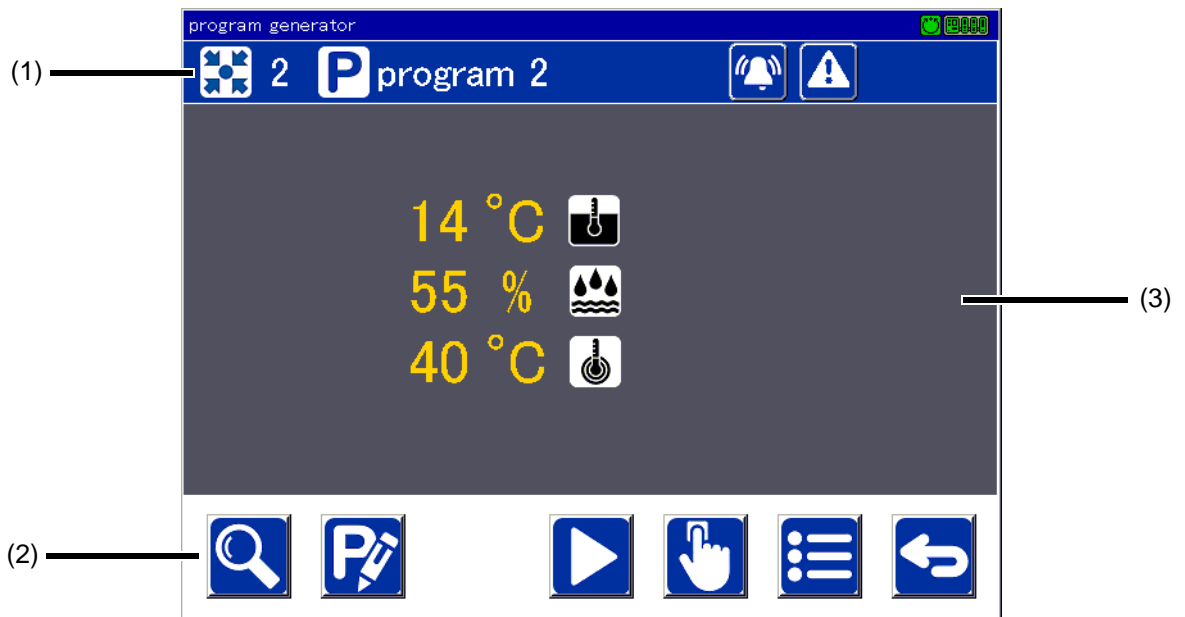 program generator
(1)
2 P program 2
14 °C
55 %
40 °C
(3)
(2)
P